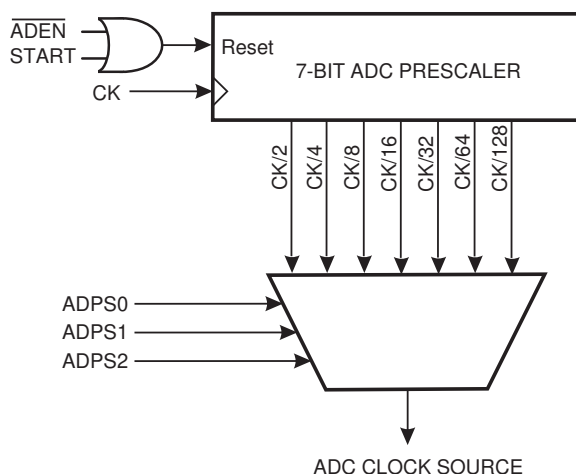 ADEN
START
Reset
7-BIT ADC PRESCALER
CK
CK/2
CK/4
CK/8
CK/16
CK/32
CK/64
CK/128
ADPS0
ADPS1
ADPS2
ADC CLOCK SOURCE